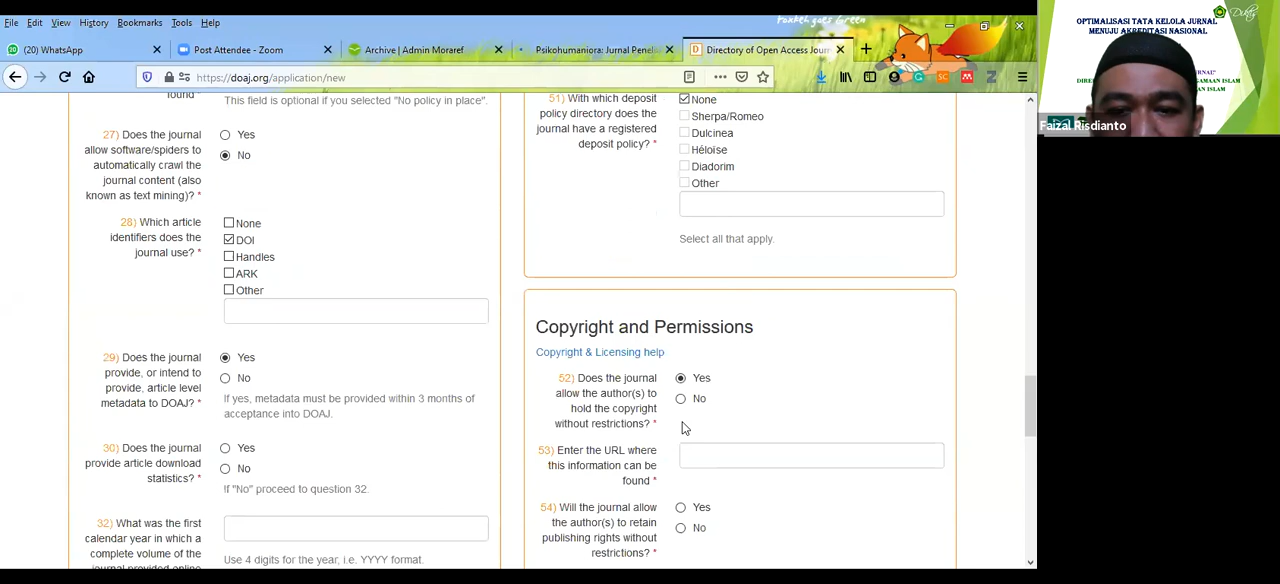 File Edit View History Bookmarks Tools Help
Foxkeh goes Green
(20) WhatsApp
Post Attendee - Zoom
Archive | Admin Moraref
Psikohumaniora: Jurnal Penelit
Directory of Open Access Journ
https://doaj.org/application/new
found *
This field is optional if you selected "No policy in place".
27) Does the journal
allow software/spiders to
automatically crawl the
journal content (also
known as text mining)? *
Yes
No
28) Which article
identifiers does the
journal use? *
None
DOI
Handles
ARK
Other
29) Does the journal
provide, or intend to
provide, article level
metadata to DOAJ? *
Yes
No
If yes, metadata must be provided within 3 months of
acceptance into DOAJ.
30) Does the journal
provide article download
statistics? *
Yes
No
If "No" proceed to question 32.
32) What was the first
calendar year in which a
complete volume of the
journal provided online
Use 4 digits for the year, i.e. YYYY format.
51) With which deposit
policy directory does the
journal have a registered
deposit policy? *
None
Sherpa/Romeo
Dulcinea
Héloïse
Diadorim
Other
Select all that apply.
Copyright and Permissions
Copyright & Licensing help
52) Does the journal
allow the author(s) to
hold the copyright
without restrictions? *
Yes
No
53) Enter the URL where
this information can be
found *
54) Will the journal allow
the author(s) to retain
publishing rights without
restrictions? *
Yes
No
Diktis
OPTIMALISASI TATA KELOLA JURNAL
MENUJU AKREDITASI NASIONAL
Faizal Risdianto